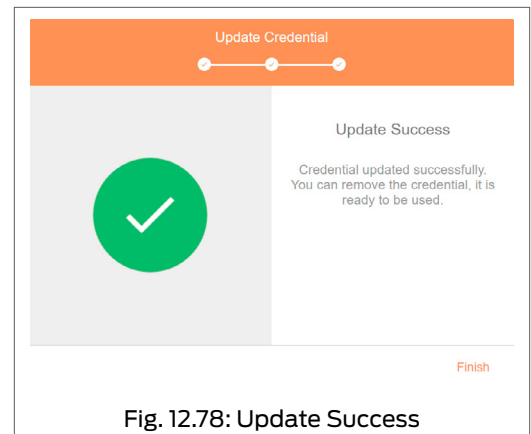 Update Credential
Update Success
Credential updated successfully.
You can remove the credential, it is
ready to be used.
Finish
Fig. 12.78: Update Success